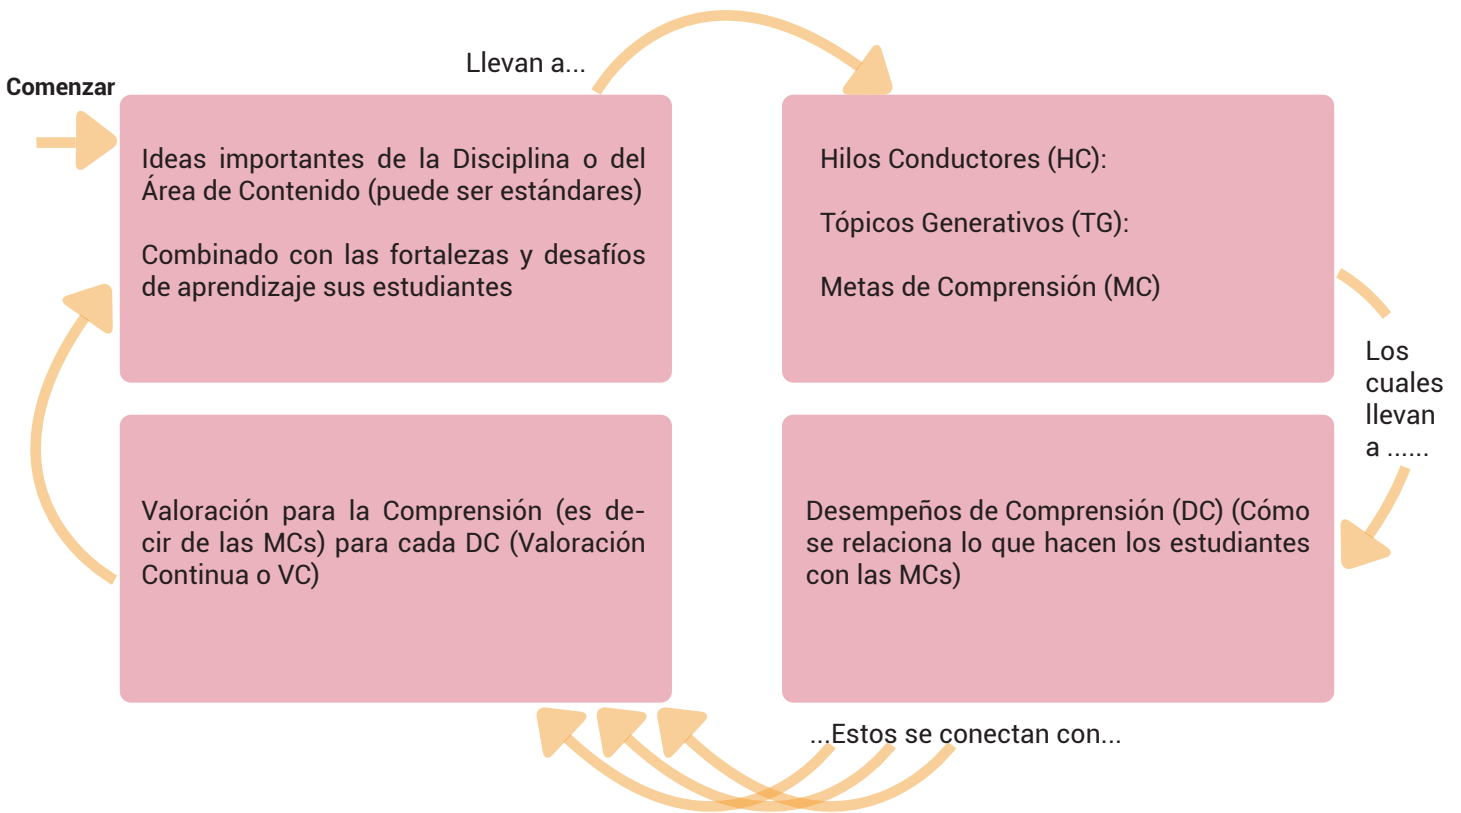 Comenzar
Llevan a...
Ideas importantes de la Disciplina o del
Área de Contenido (puede ser estándares)
Combinado con las fortalezas y desafíos
de aprendizaje sus estudiantes
Hilos Conductores (HC):
Tópicos Generativos (TG):
Metas de Comprensión (MC)
Los
cuales
llevan
a ......
Desempeños de Comprensión (DC) (Cómo
se relaciona lo que hacen los estudiantes
con las MCs)
...Estos se conectan con...
Valoración para la Comprensión (es de-
cir de las MCs) para cada DC (Valoración
Continua o VC)